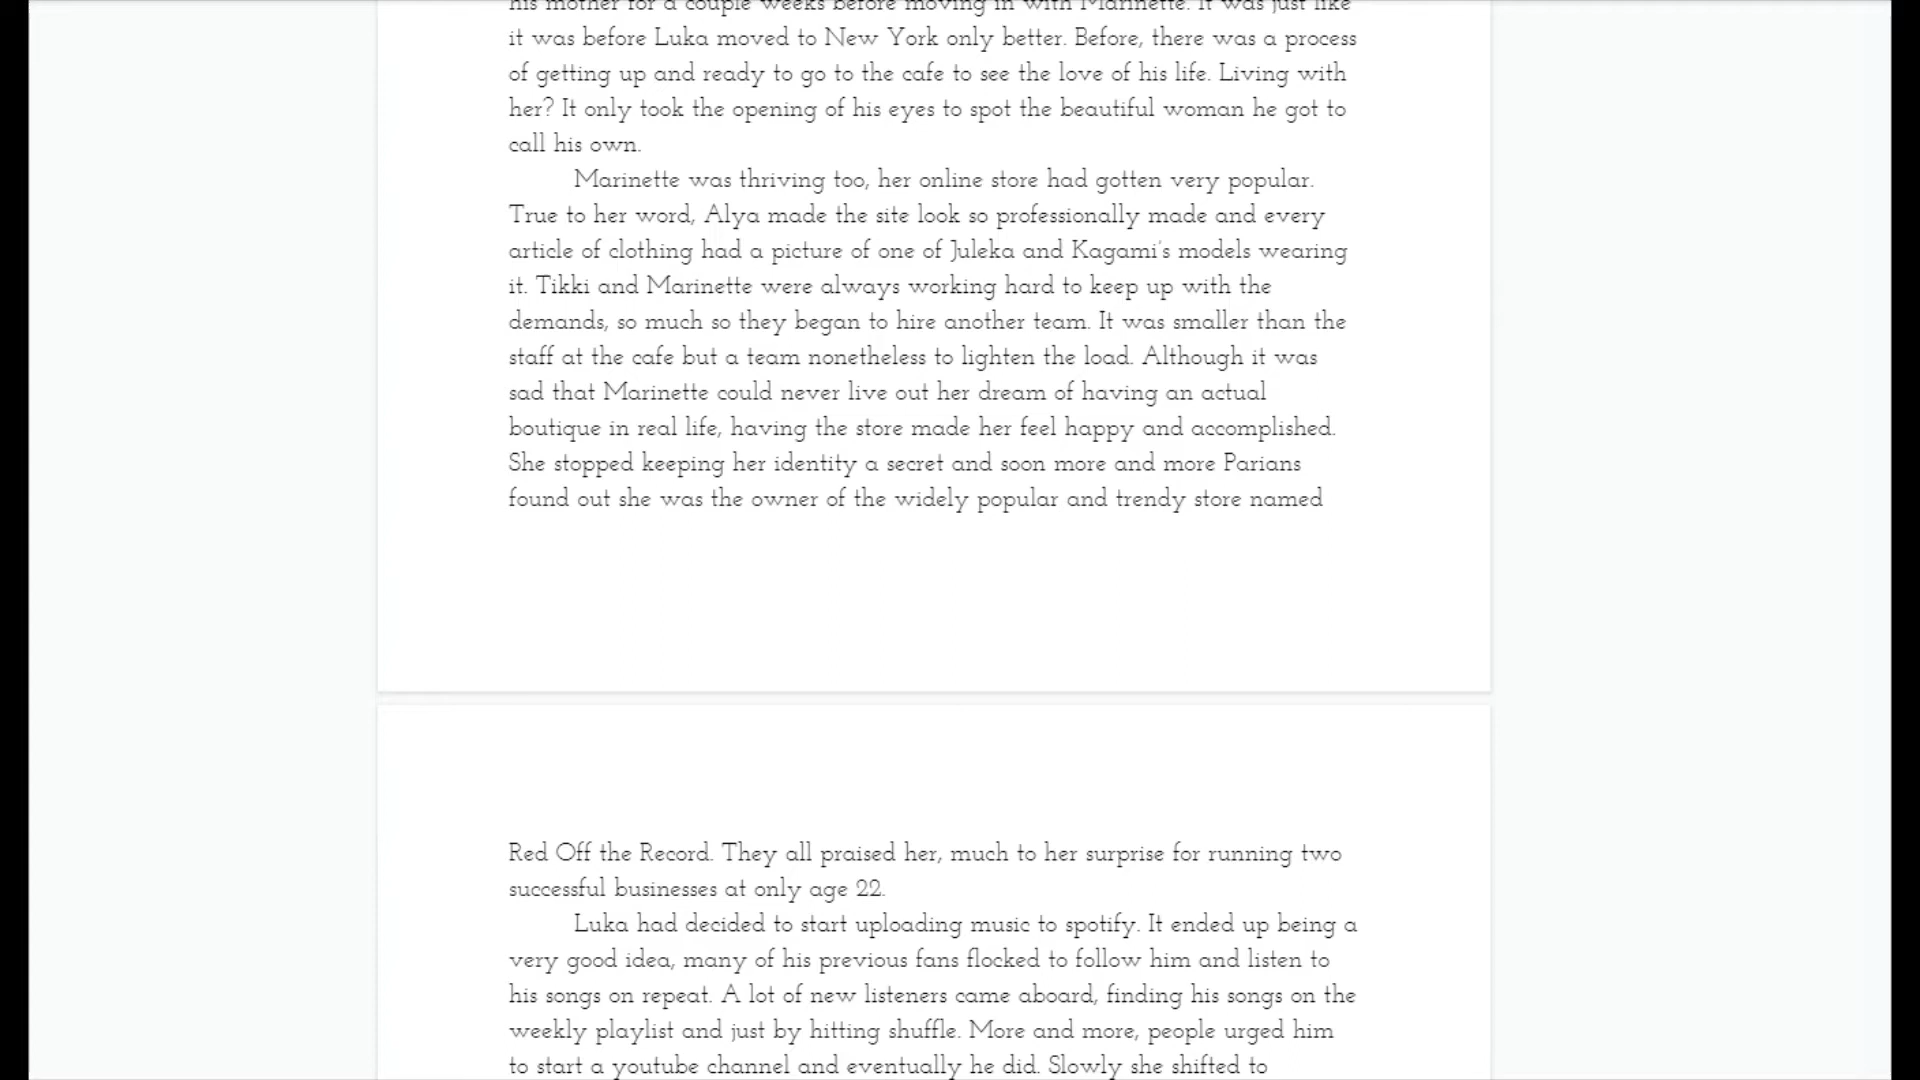 his mother for a couple weeks before moving in with Marinette. It was just like
it was before Luka moved to New York only better. Before, there was a process
of getting up and ready to go to the cafe to see the love of his life. Living with
her? It only took the opening of his eyes to spot the beautiful woman he got to
call his own.
Marinette was thriving too, her online store had gotten very popular.
True to her word, Alya made the site look so professionally made and every
article of clothing had a picture of one of Juleka and Kagami's models wearing
it. Tikki and Marinette were always working hard to keep up with the
demands, so much so they began to hire another team. It was smaller than the
staff at the cafe but a team nonetheless to lighten the load. Although it was
sad that Marinette could never live out her dream of having an actual
boutique in real life, having the store made her feel happy and accomplished.
She stopped keeping her identity a secret and soon more and more Parians
found out she was the owner of the widely popular and trendy store named
Red Off the Record. They all praised her, much to her surprise for running two
successful businesses at only age 22.
Luka had decided to start uploading music to spotify. It ended up being a
very good idea, many of his previous fans flocked to follow him and listen to
his songs on repeat. A lot of new listeners came aboard, finding his songs on the
weekly playlist and just by hitting shuffle. More and more, people urged him
to start a youtube channel and eventually he did. Slowly she shifted to